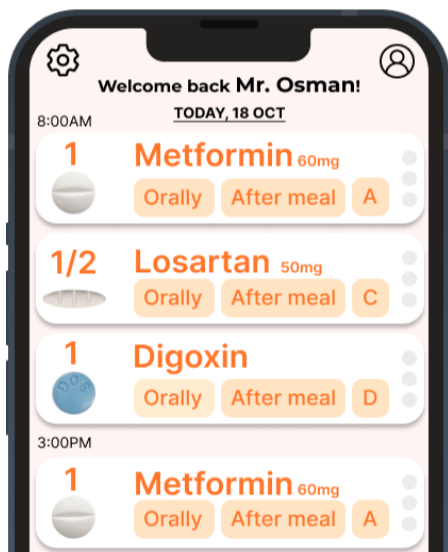 Welcome back Mr. Osman!
TODAY, 18 OCT
8:00AM
1 Metformin 60mg
Orally After meal A
1/2 Losartan 50mg
Orally After meal C
1 Digoxin
DOS
Orally After meal D
3:00PM
1 Metformin 60mg
Orally After meal A